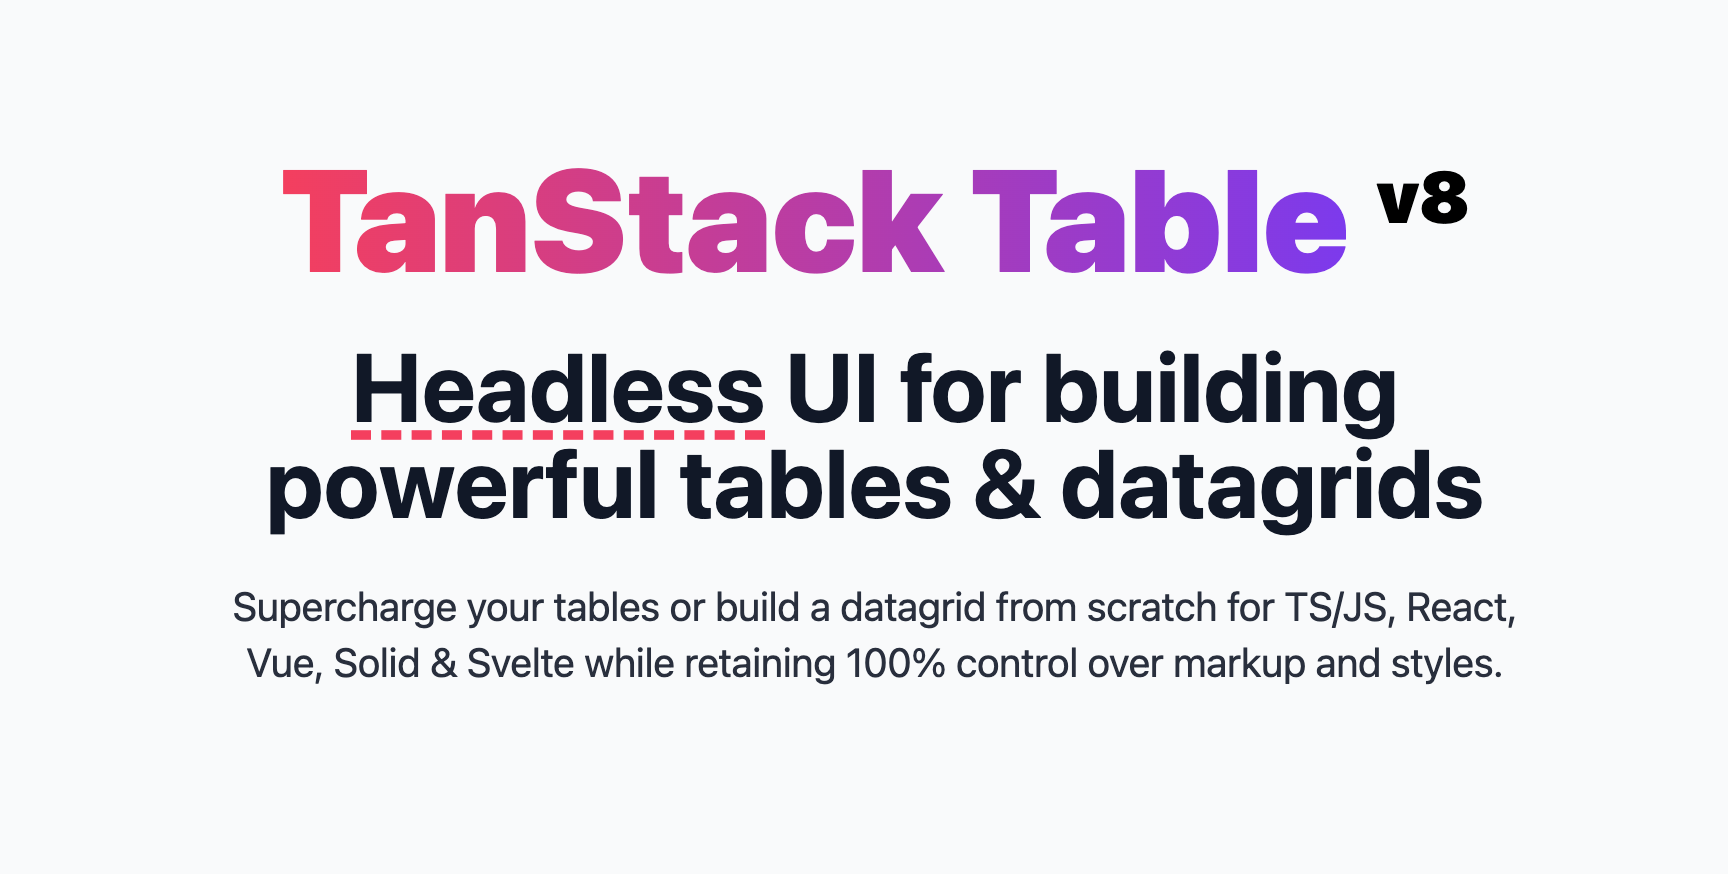 TanStack Table v8
Headless UI for building
powerful tables & datagrids
Supercharge your tables or build a datagrid from scratch for TS/JS, React,
Vue, Solid & Svelte while retaining 100% control over markup and styles.